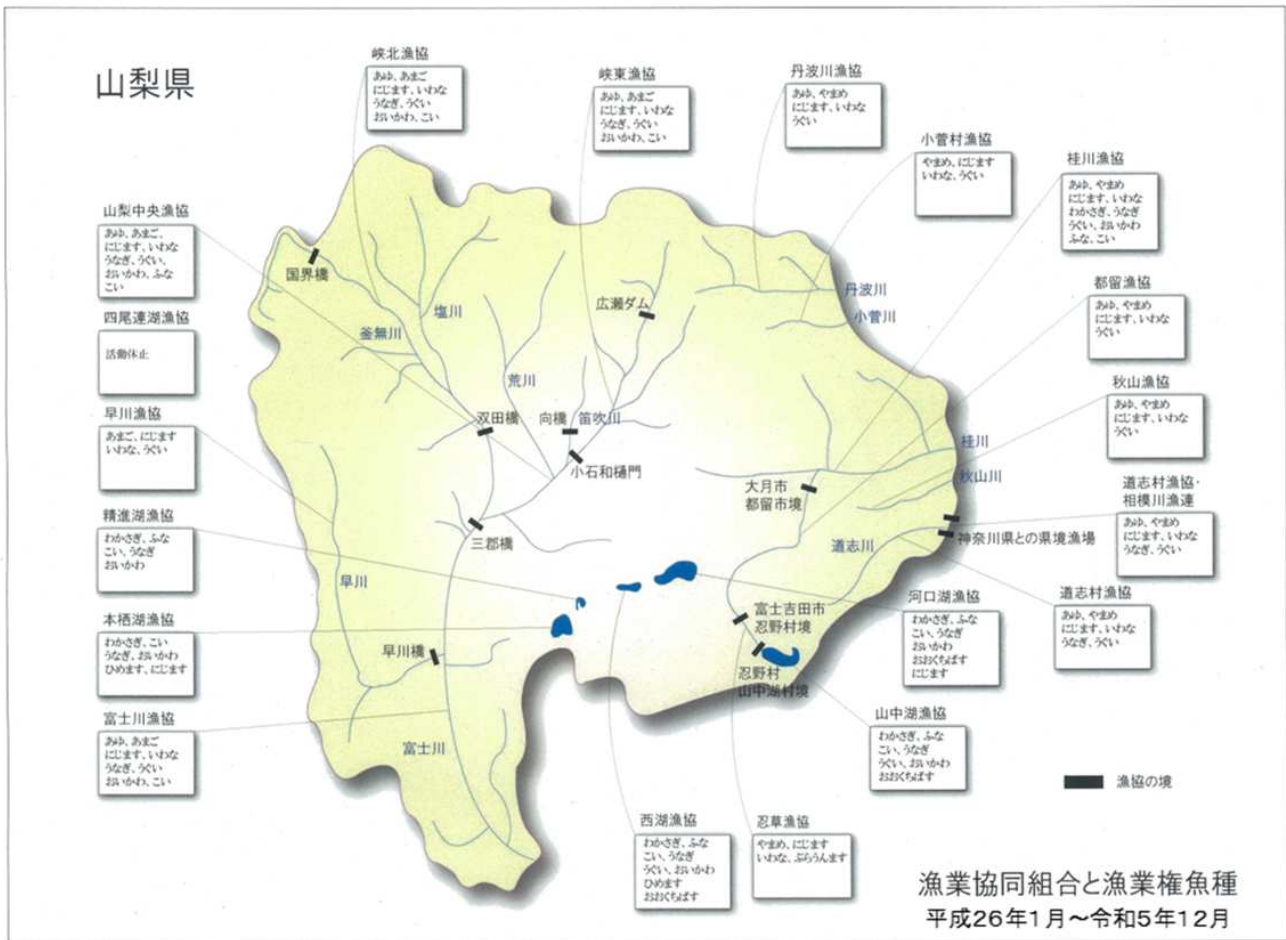 山梨県
峡北漁協
あゆ、あまご
にじます、いわな
うなぎ、うぐい
おいかわ、こい
峡東漁協
あゆ、あまご
にじます、いわな
うなぎ、うぐい
おいかわ、こい
丹波川漁協
あゆ、やまめ
にじます、いわな
うぐい
小菅村漁協
やまめ、にじます
いわな、うぐい
桂川漁協
あゆ、やまめ
にじます、いわな
わかさぎ、うなぎ
うぐい、おいかわ
ふな、こい
山梨中央漁協
あゆ、あまご、
にじます、いわな
うなぎ、うぐい、
おいかわ、ふな
こい
四尾連湖漁協
活動休止
早川漁協
あまご、にじます
いわな、うぐい
精進湖漁協
わかさぎ、ふな
こい、うなぎ
おいかわ
本栖湖漁協
わかさぎ、こい
うなぎ、おいかわ
ひめます、にじます
富士川漁協
あゆ、あまご
にじます、いわな
うなぎ、うぐい
おいかわ、こい
都留漁協
あゆ、やまめ
にじます、いわな
うぐい
秋山漁協
あゆ、やまめ
にじます、いわな
うぐい
道志村漁協・
相模川漁連
あゆ、やまめ
にじます、いわな
うなぎ、うぐい
道志村漁協
あゆ、やまめ
にじます、いわな
うなぎ、うぐい
河口湖漁協
わかさぎ、ふな
こい、うなぎ
おいかわ
おおくちばす
にじます
山中湖漁協
わかさぎ、ふな
こい、うなぎ
うぐい、おいかわ
おおくちばす
西湖漁協
わかさぎ、ふな
こい、うなぎ
うぐい、おいかわ
ひめます
おおくちばす
忍草漁協
やまめ、にじます
いわな、ぶらうんます
国界橋
釜無川
塩川
荒川
広瀬ダム
丹波川
小菅川
双田橋
向橋
笛吹川
小石和樋門
三郡橋
早川
早川橋
富士川
大月市
都留市境
桂川
秋山川
道志川
神奈川県との県境漁場
富士吉田市
忍野村境
忍野村
山中湖村境
漁協の境
漁業協同組合と漁業権魚種
平成26年1月～令和5年12月